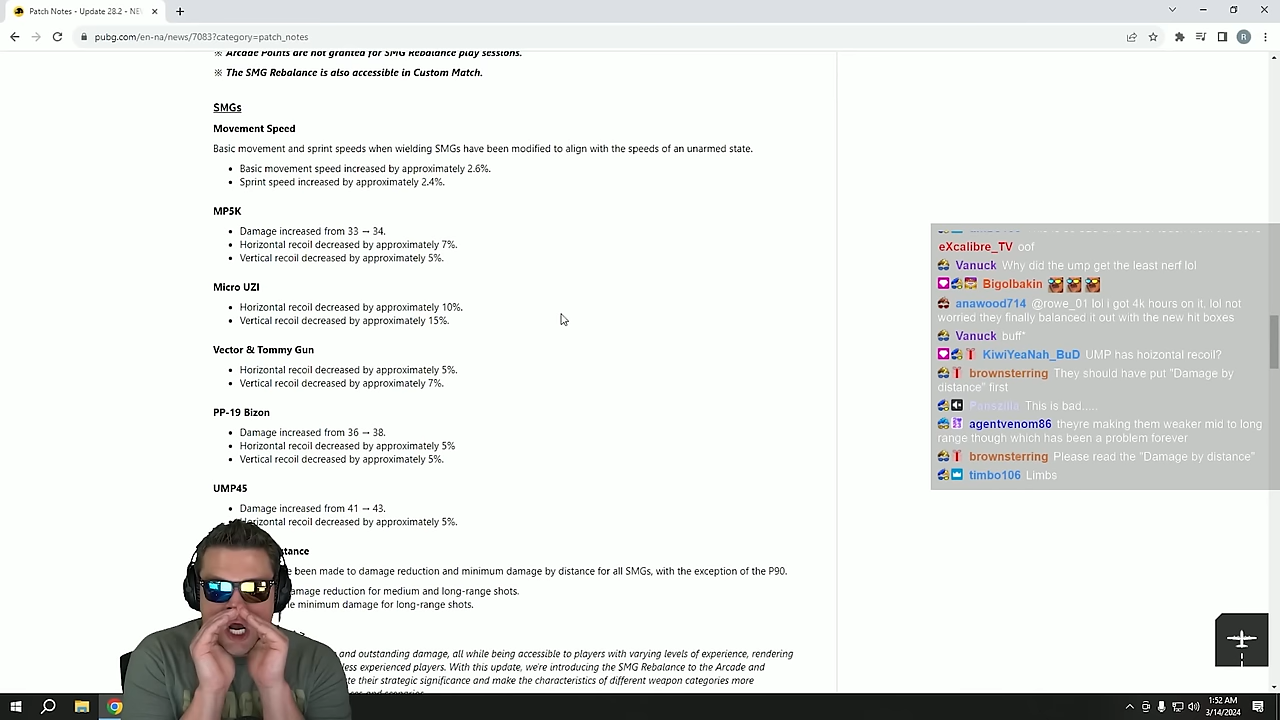 Patch Notes - Update 28.2 - NE
pubg.com/en-na/news/7083?category=patch_notes
R
※ Arcade Points are not granted for SMG Rebalance play sessions.
※ The SMG Rebalance is also accessible in Custom Match.
SMGs
Movement Speed
Basic movement and sprint speeds when wielding SMGs have been modified to align with the speeds of an unarmed state.
• Basic movement speed increased by approximately 2.6%.
• Sprint speed increased by approximately 2.4%.
MP5K
• Damage increased from 33 → 34.
• Horizontal recoil decreased by approximately 7%.
• Vertical recoil decreased by approximately 5%.
Micro UZI
• Horizontal recoil decreased by approximately 10%.
• Vertical recoil decreased by approximately 15%.
Vector & Tommy Gun
• Horizontal recoil decreased by approximately 5%.
• Vertical recoil decreased by approximately 7%.
PP-19 Bizon
• Damage increased from 36 → 38.
• Horizontal recoil decreased by approximately 5%
• Vertical recoil decreased by approximately 5%.
UMP45
• Damage increased from 41 → 43.
Horizontal recoil decreased by approximately 5%.
stance
been made to damage reduction and minimum damage by distance for all SMGs, with the exception of the P90.
damage reduction for medium and long-range shots.
minimum damage for long-range shots.
and outstanding damage, all while being accessible to players with varying levels of experience, rendering
less experienced players. With this update, we're introducing the SMG Rebalance to the Arcade and
their strategic significance and make the characteristics of different weapon categories more
eXcalibre_TV oof
Vanuck Why did the ump get the least nerf lol
Bigolbakin
anawood714 @rowe_01 lol i got 4k hours on it, lol not
worried they finally balanced it out with the new hit boxes
Vanuck buff*
KiwiYeaNah_BuD UMP has hoizontal recoil?
brownsterring They should have put "Damage by
distance" first
This is bad.....
agentvenom86 theyre making them weaker mid to long
range though which has been a problem forever
brownsterring Please read the "Damage by distance"
timbo106 Limbs
1:52 AM
3/14/2024